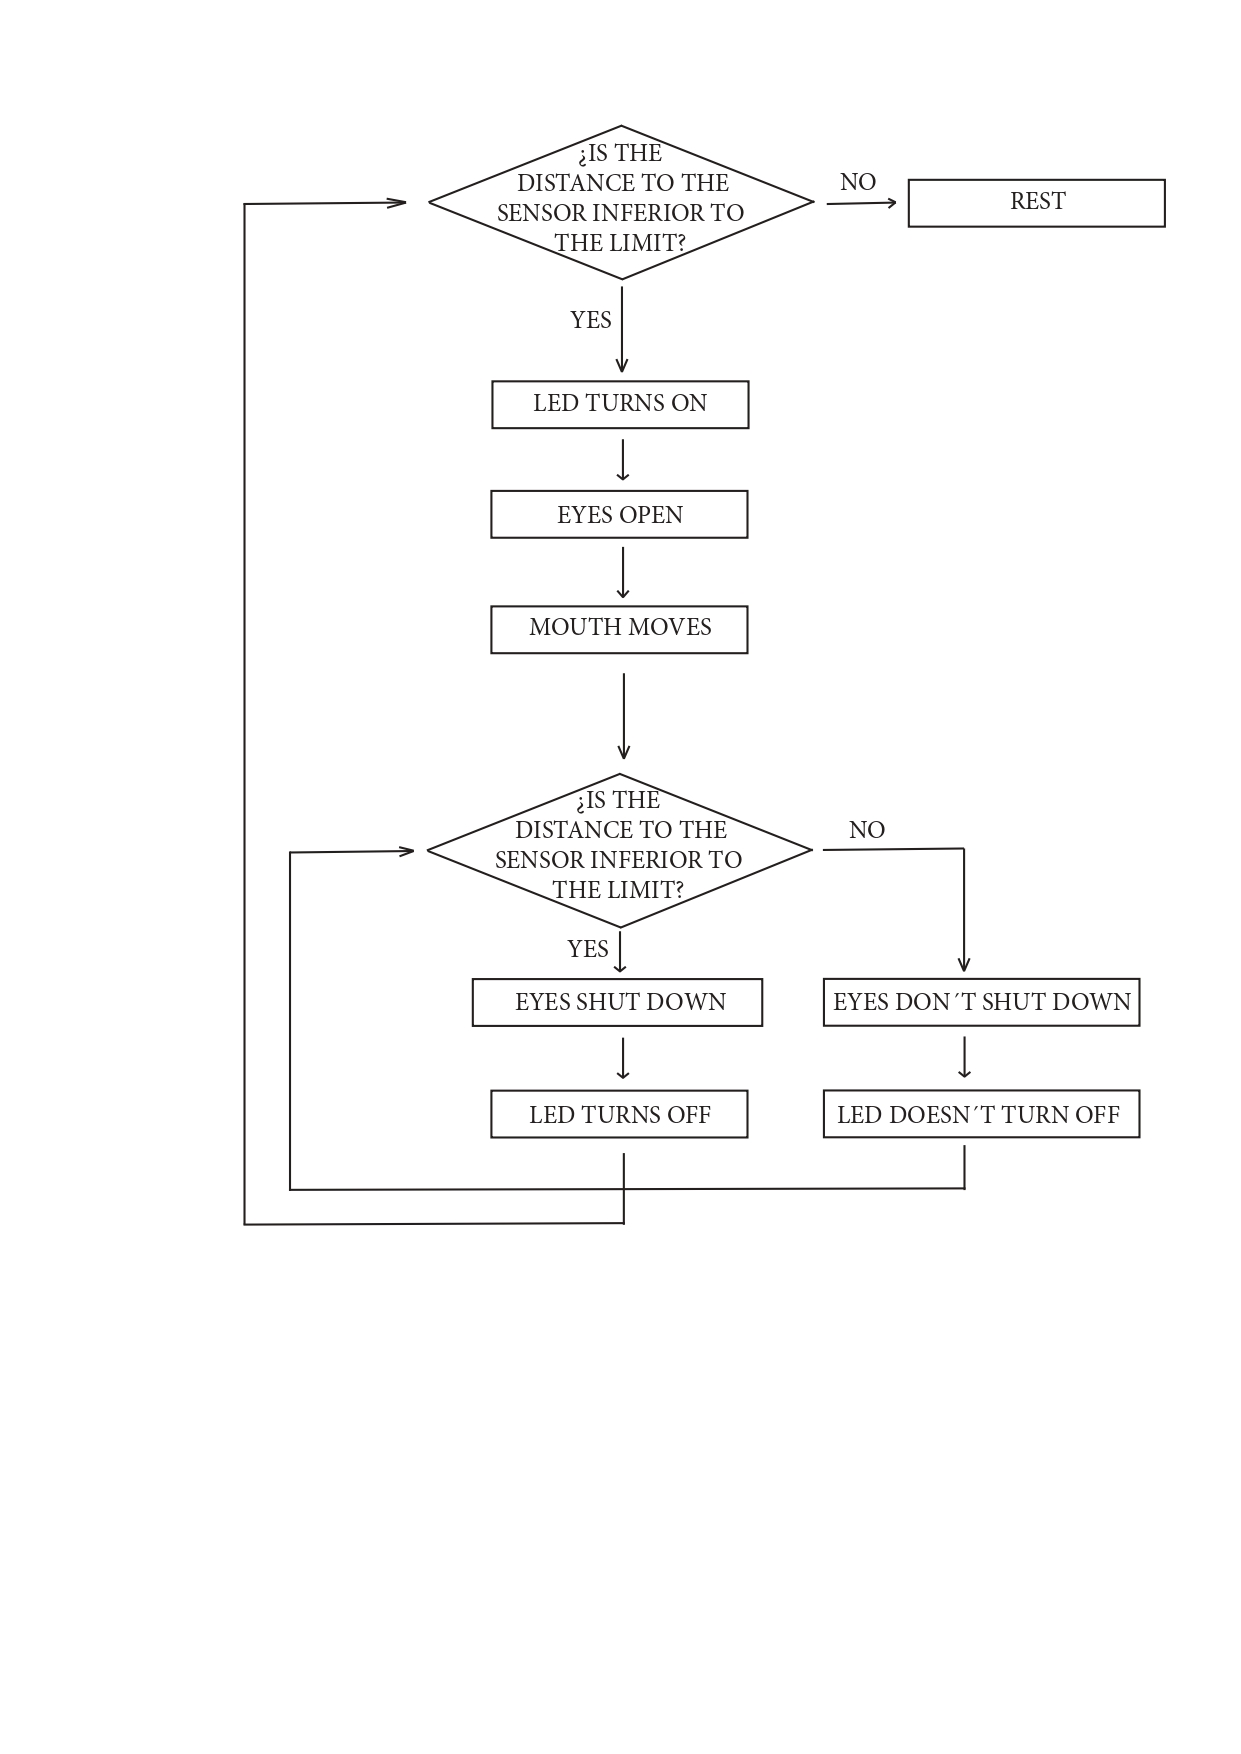 ¿IS THE
DISTANCE TO THE
SENSOR INFERIOR TO
THE LIMIT?
NO
REST
YES
LED TURNS ON
EYES OPEN
MOUTH MOVES
¿IS THE
DISTANCE TO THE
SENSOR INFERIOR TO
THE LIMIT?
NO
YES
EYES SHUT DOWN
EYES DON´T SHUT DOWN
LED TURNS OFF
LED DOESN´T TURN OFF